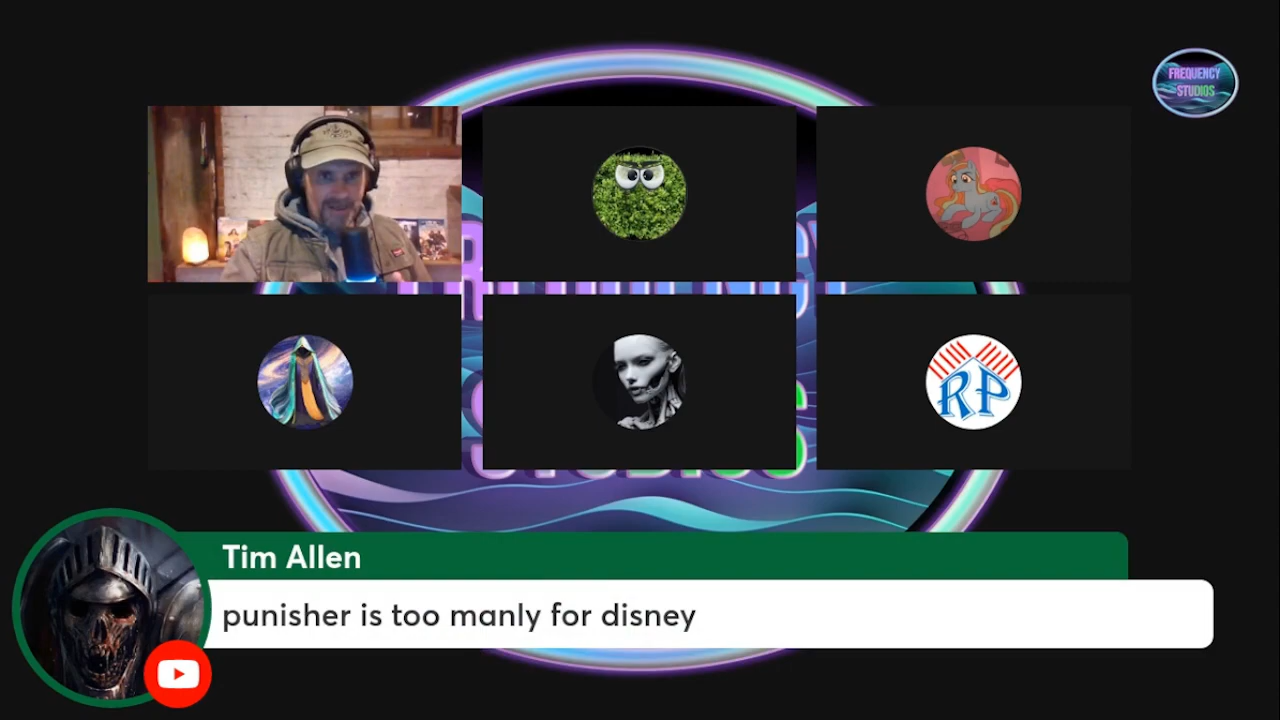 FREQUENCY
STUDIOS
RP
Tim Allen
punisher is too manly for disney